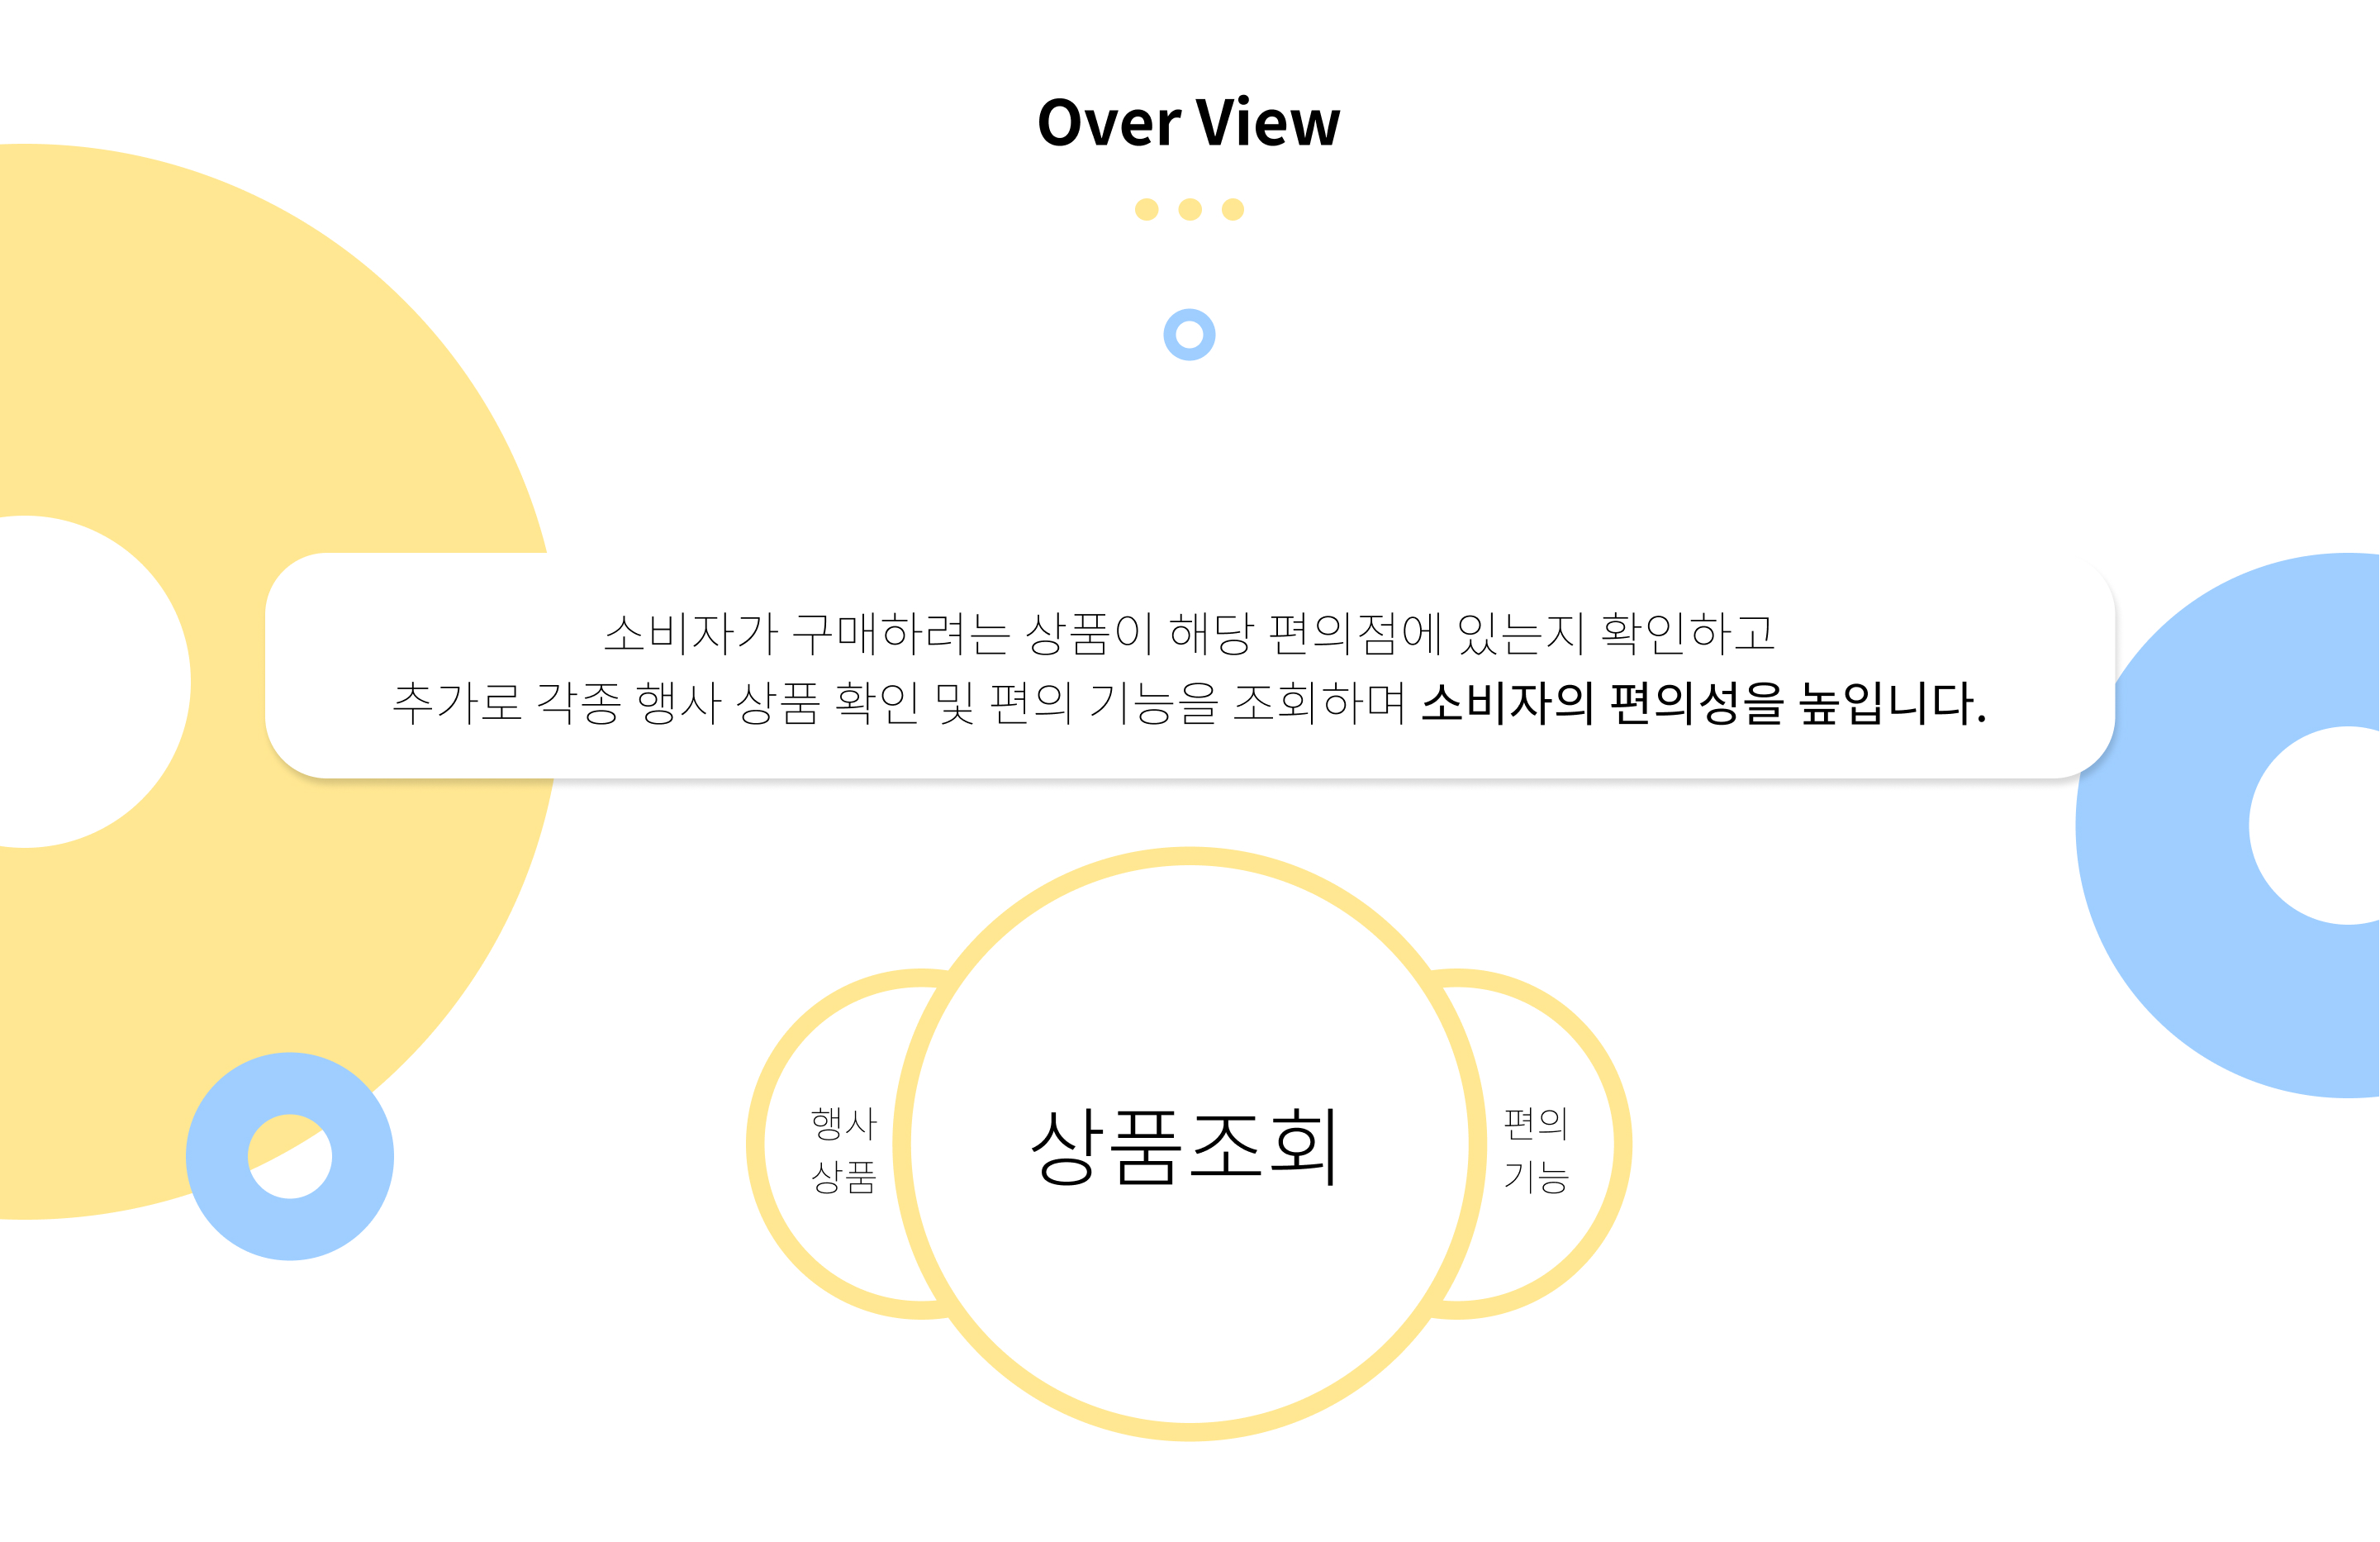 Over View
소비자가 구매하려는 상품이 해당 편의점에 있는지 확인하고
추가로 각종 행사 상품 확인 및 편의 기능을 조회하며 소비자의 편의성을 높입니다.
행사
상품
상품조회
편의
기능